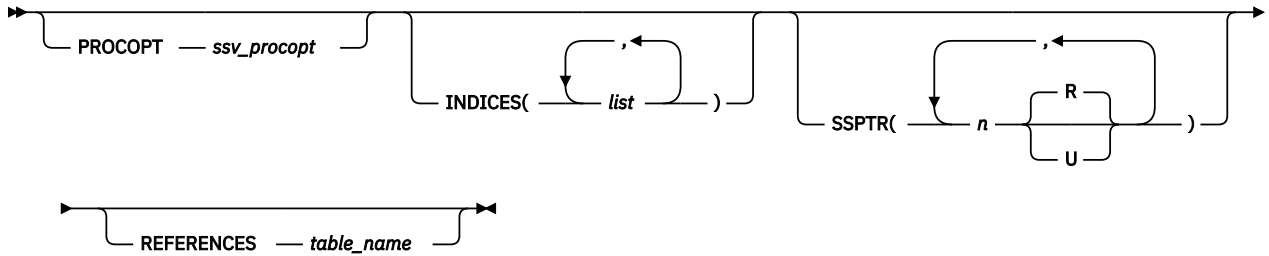 PROCOPT ssv_procopt
INDICES( , list )
SSPTR( , n R U )
REFERENCES table_name